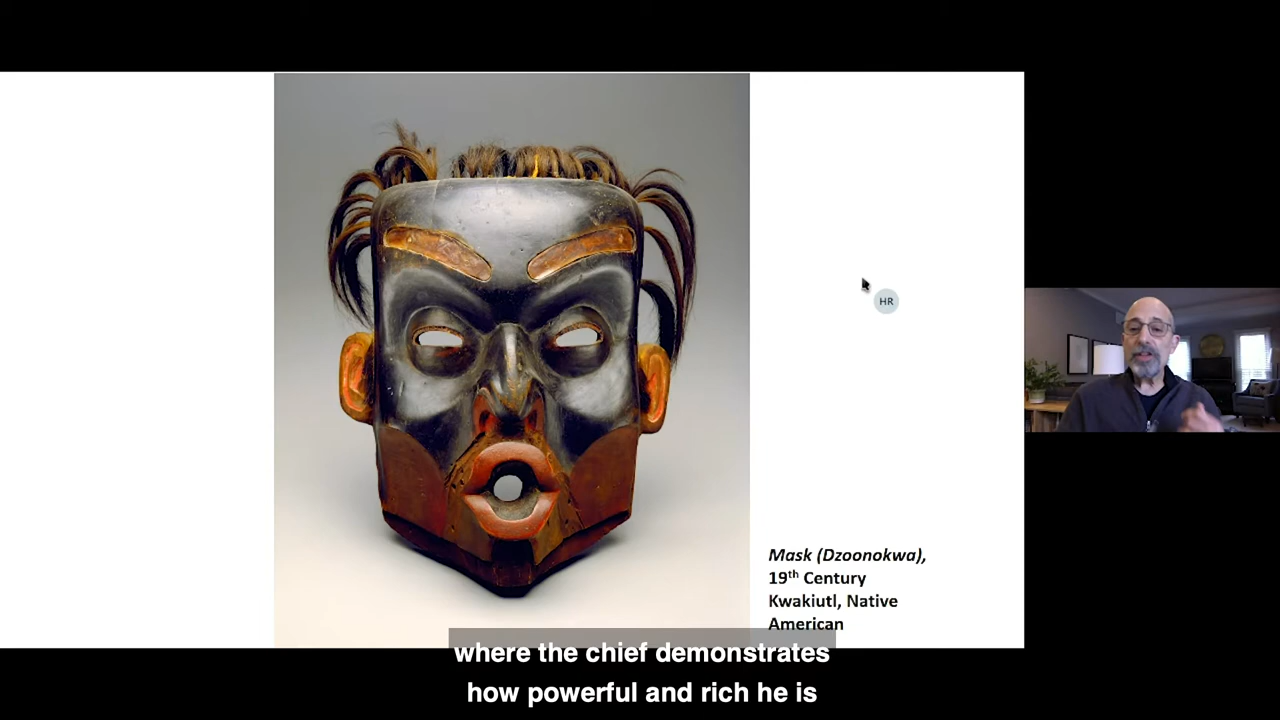 HR
Mask (Dzoonokwa),
19th Century
Kwakiutl, Native
American
where the chief demonstrates
how powerful and rich he is